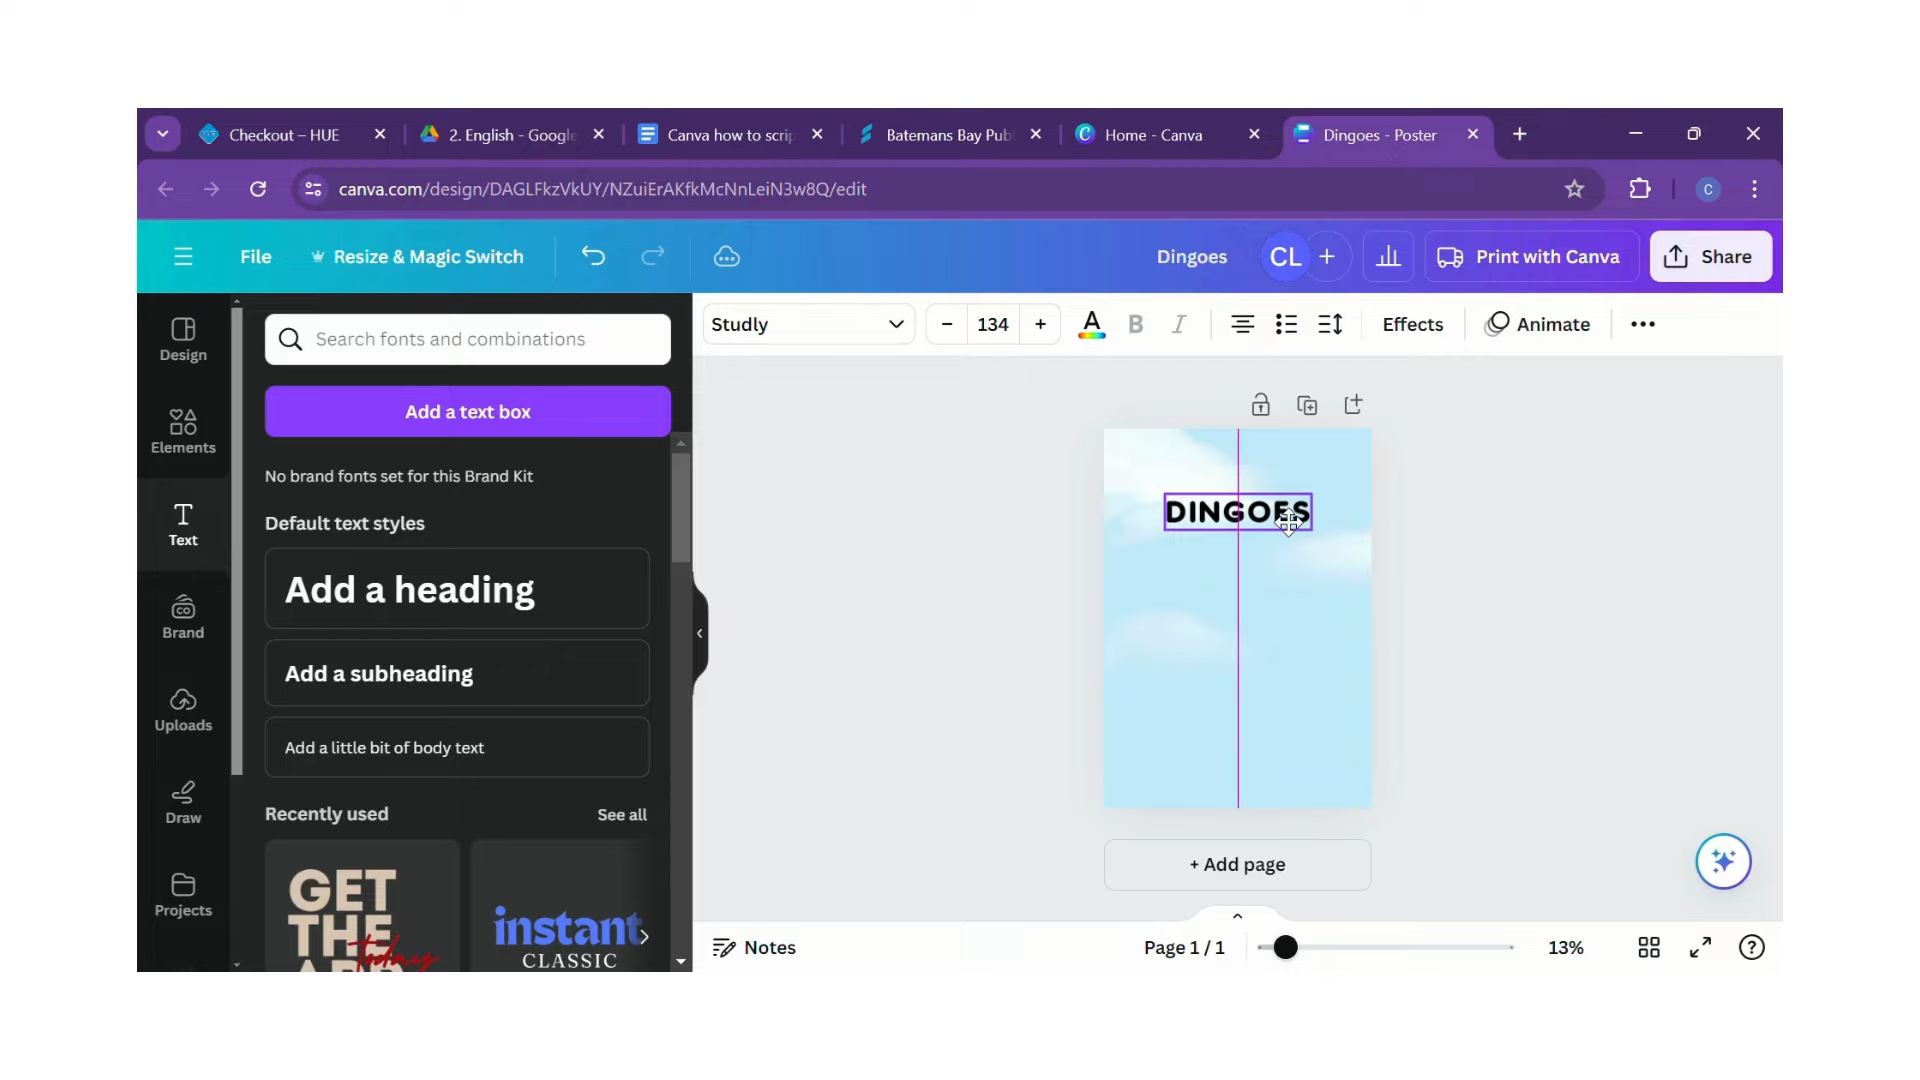 Checkout – HUE
2. English - Google
Canva how to scrip
Batemans Bay Pub
Home - Canva
Dingoes - Poster
canva.com/design/DAGLFkzVkUY/NZuiErAKfkMcNnLeiN3w8Q/edit
C
File
Resize & Magic Switch
Dingoes
CL
Print with Canva
Share
Design
Elements
Text
Brand
Uploads
Draw
Projects
Search fonts and combinations
Add a text box
No brand fonts set for this Brand Kit
Default text styles
Add a heading
Add a subheading
Add a little bit of body text
Recently used
See all
GET
THE
APP
today
instant
CLASSIC
Studly
134
A
B
I
Effects
Animate
DINGOES
+ Add page
Notes
Page 1 / 1
13%